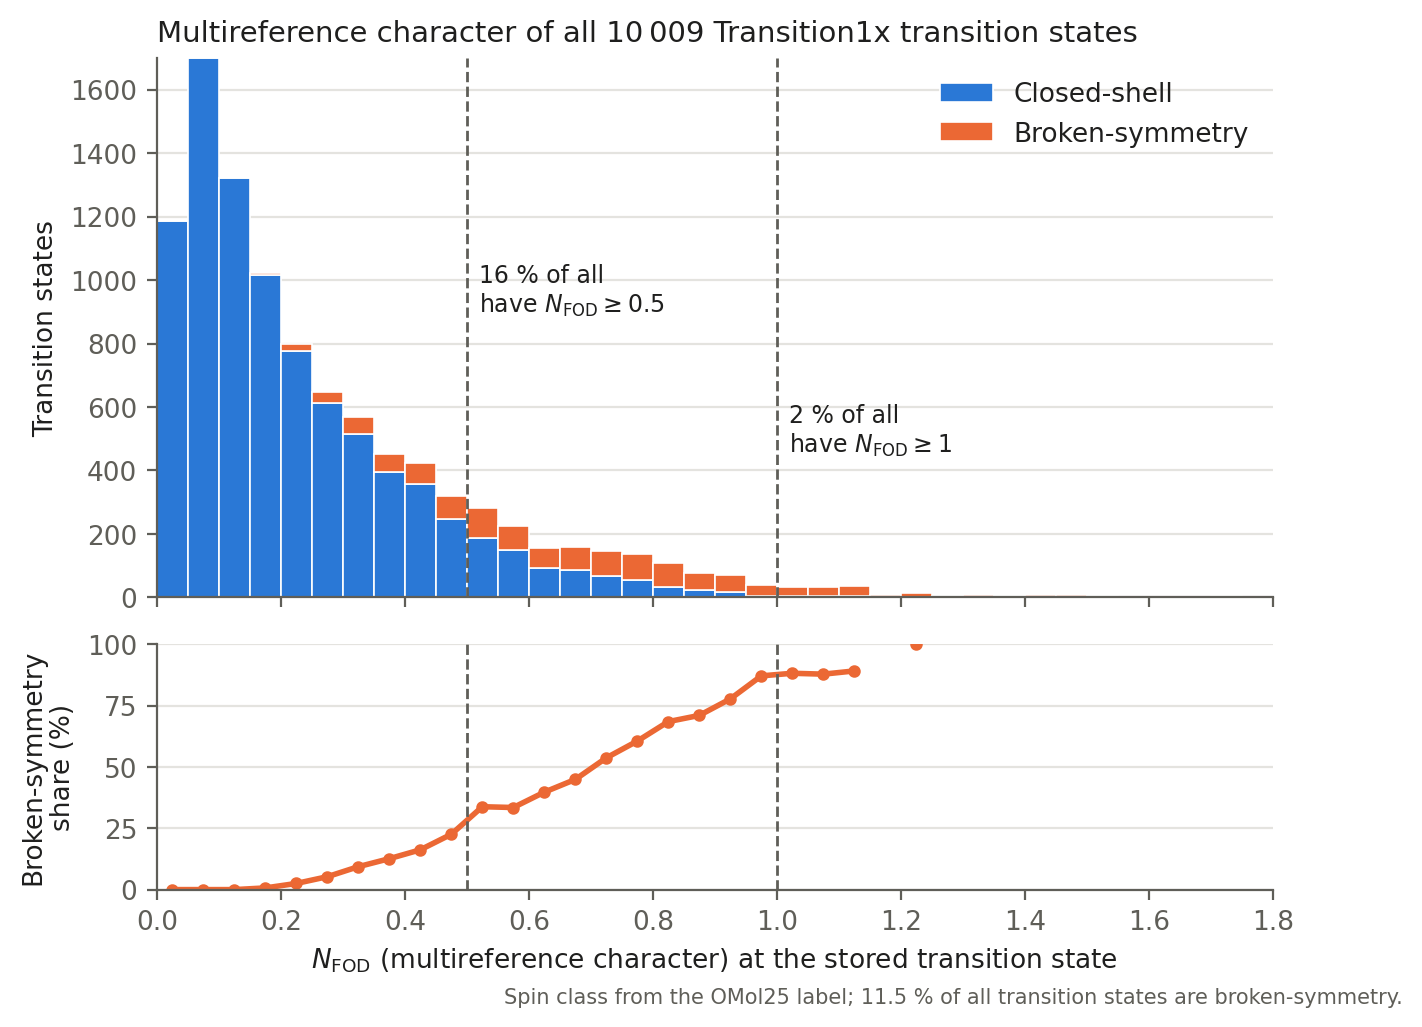 Multireference character of all 10 009 Transition1x transition states
Transition states
1600
1400
1200
1000
800
600
400
200
0
Closed-shell
Broken-symmetry
16 % of all
have N_FOD ≥ 0.5
2 % of all
have N_FOD ≥ 1
Broken-symmetry
share (%)
100
75
50
25
0
0.0 0.2 0.4 0.6 0.8 1.0 1.2 1.4 1.6 1.8
N_FOD (multireference character) at the stored transition state
Spin class from the OMol25 label; 11.5 % of all transition states are broken-symmetry.